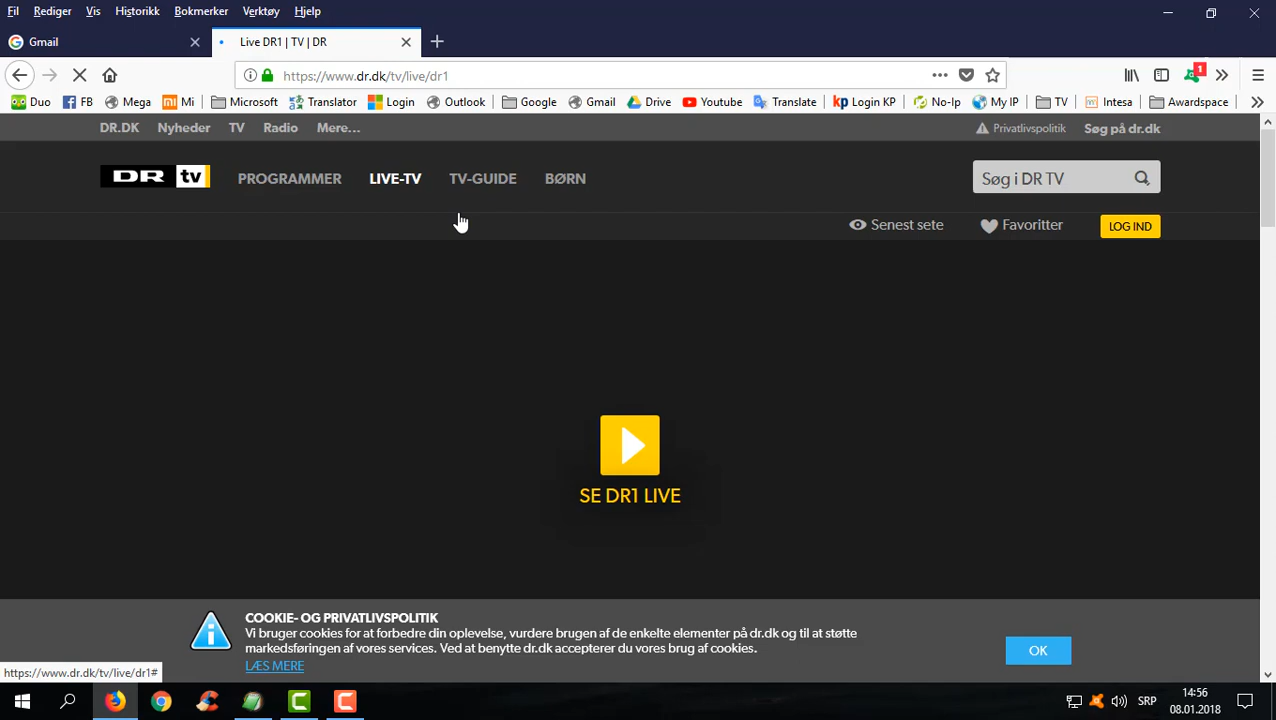 Fil Rediger Vis Historikk Bokmerker Verktøy Hjelp
Gmail Live DR1 | TV | DR
https://www.dr.dk/tv/live/dr1 1
Duo FB Mega Mi Microsoft Translator Login Outlook Google Gmail Drive Youtube Translate Login KP No-Ip My IP TV Intesa Awardspace
DR.DK Nyheder TV Radio Mere... Privatlivspolitik Søg på dr.dk
DR tv PROGRAMMER LIVE-TV TV-GUIDE BØRN Søg i DR TV
Senest sete Favoritter LOG IND
SE DR1 LIVE
COOKIE- OG PRIVATLIVSPOLITIK
Vi bruger cookies for at forbedre din oplevelse, vurdere brugen af de enkelte elementer på dr.dk og til at støtte
markedsføringen af vores services. Ved at benytte dr.dk accepterer du vores brug af cookies.
LÆS MERE
OK
https://www.dr.dk/tv/live/dr1#
SRP 14:56
08.01.2018